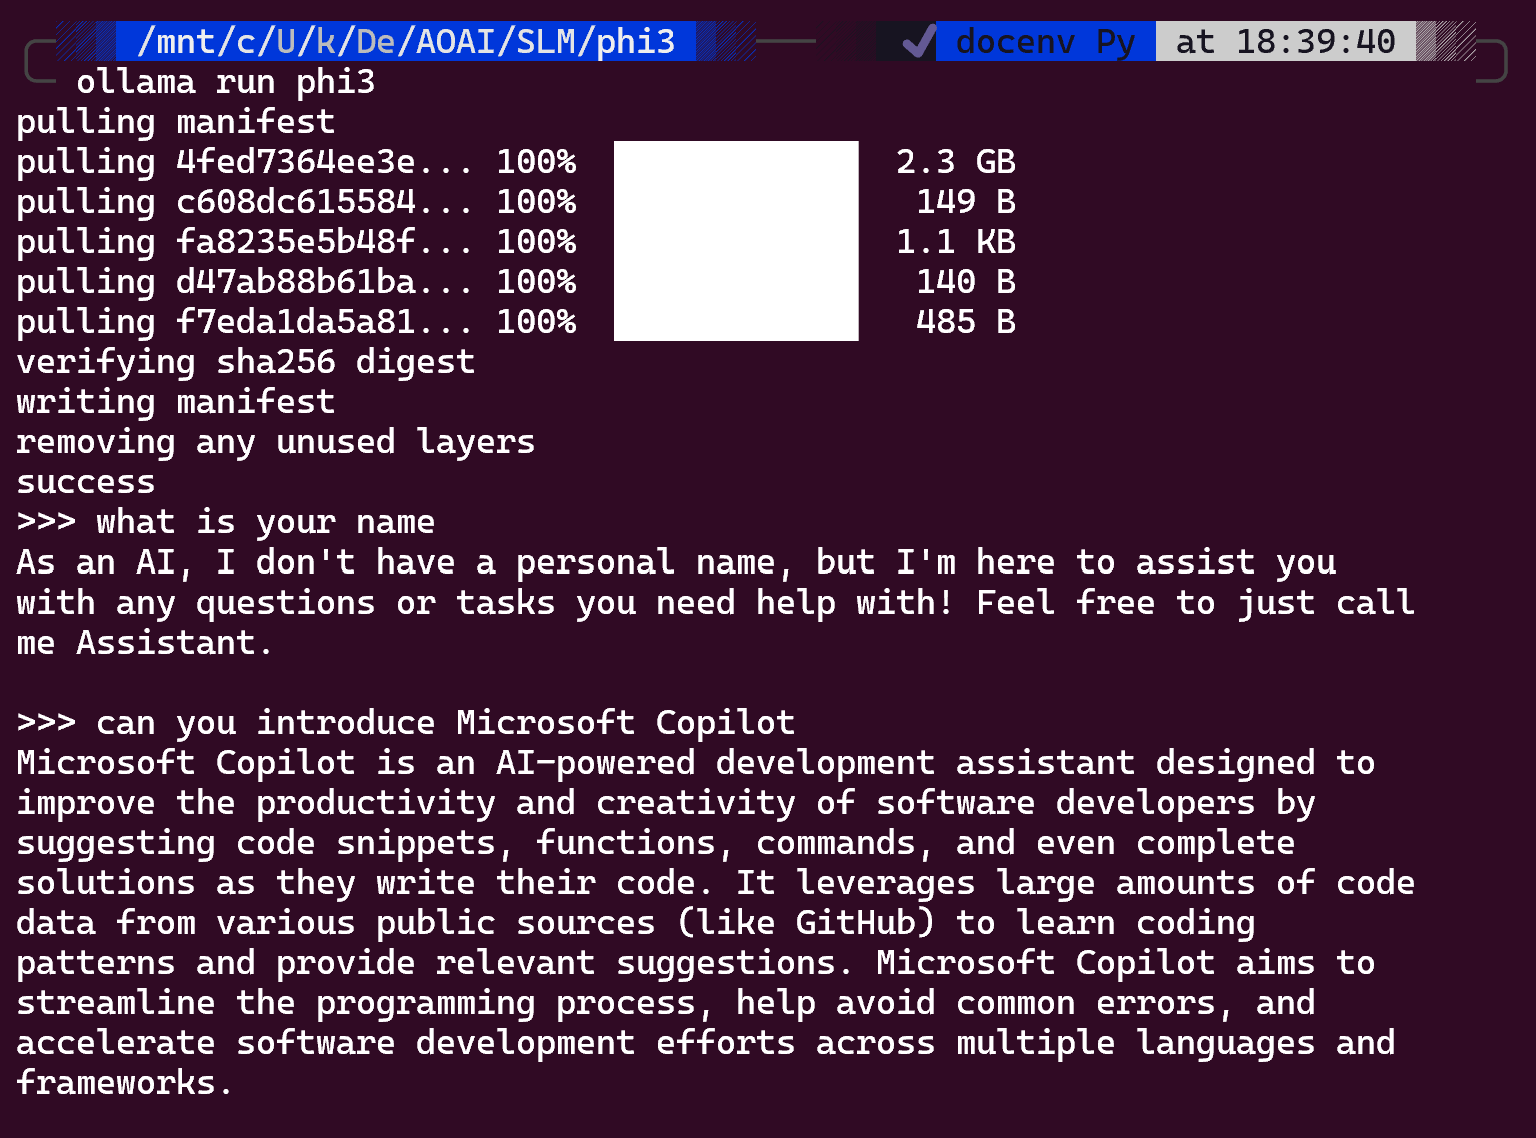 /mnt/c/U/k/De/AOAI/SLM/phi3 docenv Py at 18:39:40
ollama run phi3
pulling manifest
pulling 4fed7364ee3e... 100% 2.3 GB
pulling c608dc615584... 100% 149 B
pulling fa8235e5b48f... 100% 1.1 KB
pulling d47ab88b61ba... 100% 140 B
pulling f7eda1da5a81... 100% 485 B
verifying sha256 digest
writing manifest
removing any unused layers
success
>>> what is your name
As an AI, I don't have a personal name, but I'm here to assist you
with any questions or tasks you need help with! Feel free to just call
me Assistant.
>>> can you introduce Microsoft Copilot
Microsoft Copilot is an AI-powered development assistant designed to
improve the productivity and creativity of software developers by
suggesting code snippets, functions, commands, and even complete
solutions as they write their code. It leverages large amounts of code
data from various public sources (like GitHub) to learn coding
patterns and provide relevant suggestions. Microsoft Copilot aims to
streamline the programming process, help avoid common errors, and
accelerate software development efforts across multiple languages and
frameworks.